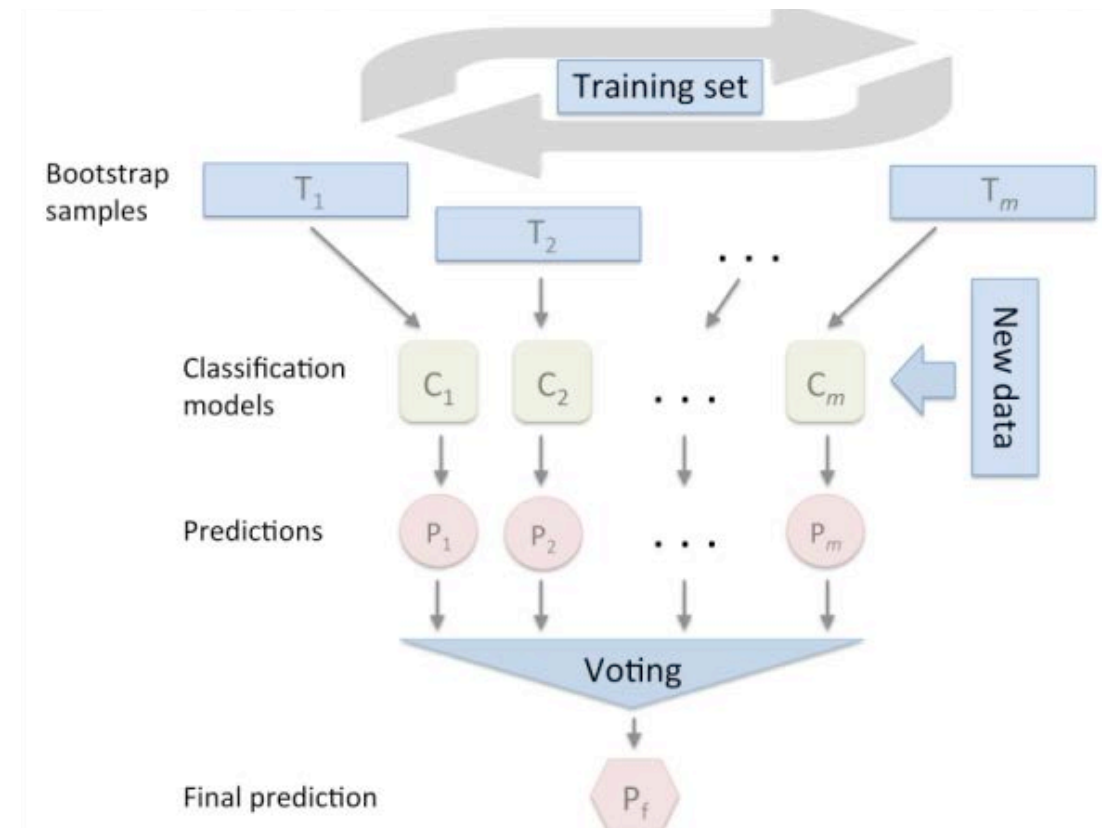 Training set
Bootstrap
samples
T1
T2
. . .
Tm
New data
Classification
models
C1
C2
. . .
Cm
Predictions
P1
P2
. . .
Pm
Voting
Final prediction
Pf